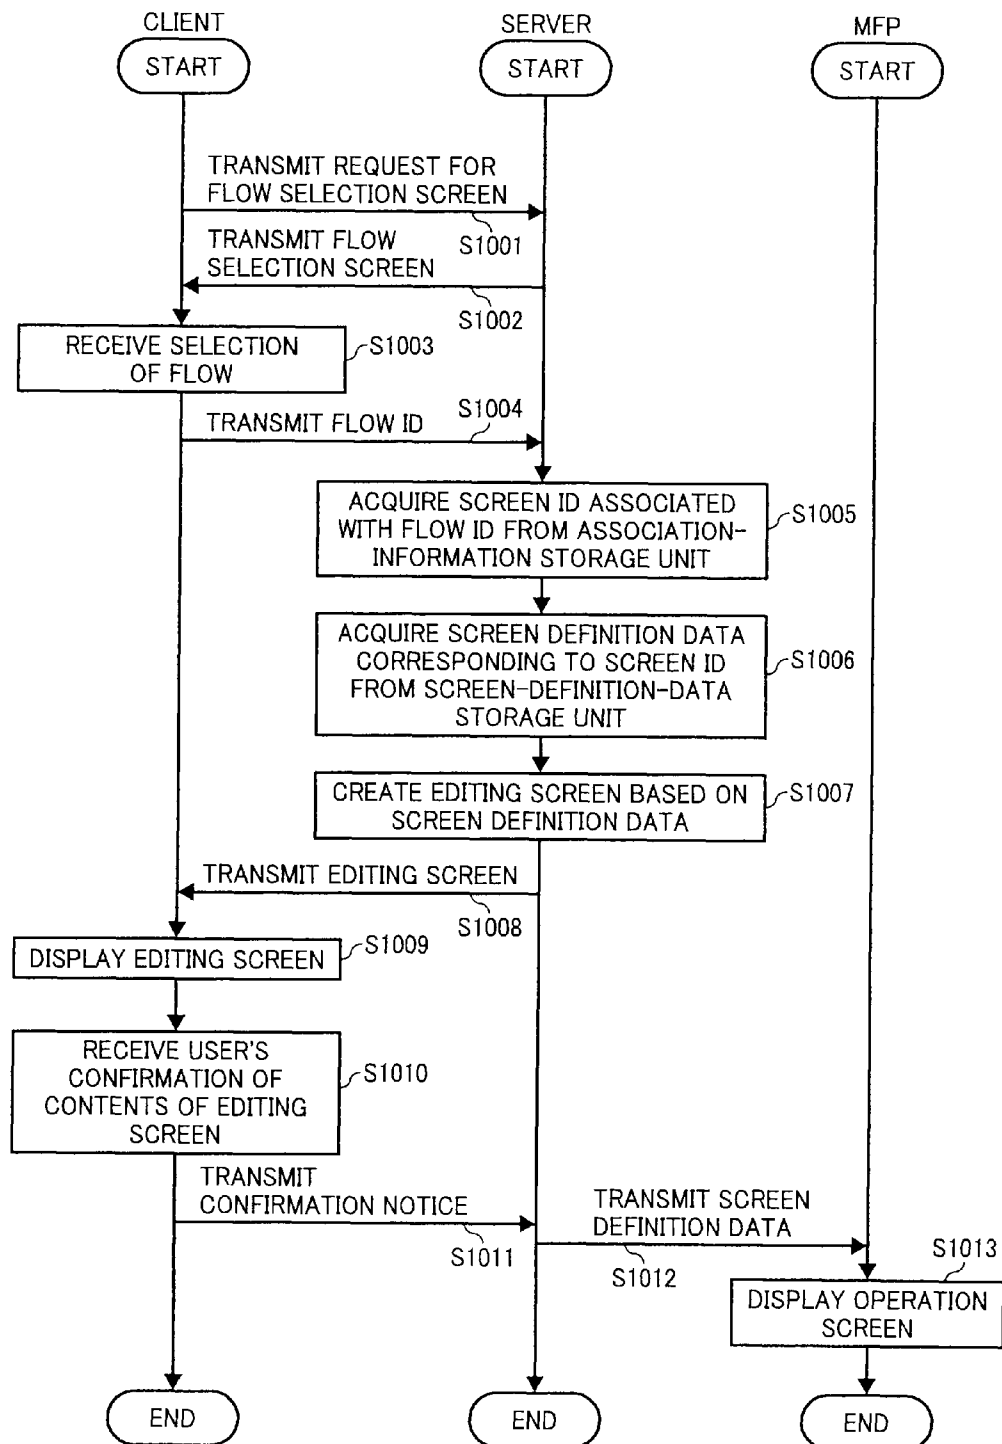 CLIENT
SERVER
MFP
START
START
START
TRANSMIT REQUEST FOR
FLOW SELECTION SCREEN
S1001
TRANSMIT FLOW
SELECTION SCREEN
S1002
RECEIVE SELECTION
OF FLOW
S1003
TRANSMIT FLOW ID
S1004
ACQUIRE SCREEN ID ASSOCIATED
WITH FLOW ID FROM ASSOCIATION-
INFORMATION STORAGE UNIT
S1005
ACQUIRE SCREEN DEFINITION DATA
CORRESPONDING TO SCREEN ID
FROM SCREEN-DEFINITION-DATA
STORAGE UNIT
S1006
CREATE EDITING SCREEN BASED ON
SCREEN DEFINITION DATA
S1007
TRANSMIT EDITING SCREEN
S1008
DISPLAY EDITING SCREEN
S1009
RECEIVE USER'S
CONFIRMATION OF
CONTENTS OF EDITING
SCREEN
S1010
TRANSMIT
CONFIRMATION NOTICE
S1011
TRANSMIT SCREEN
DEFINITION DATA
S1012
S1013
DISPLAY OPERATION
SCREEN
END
END
END